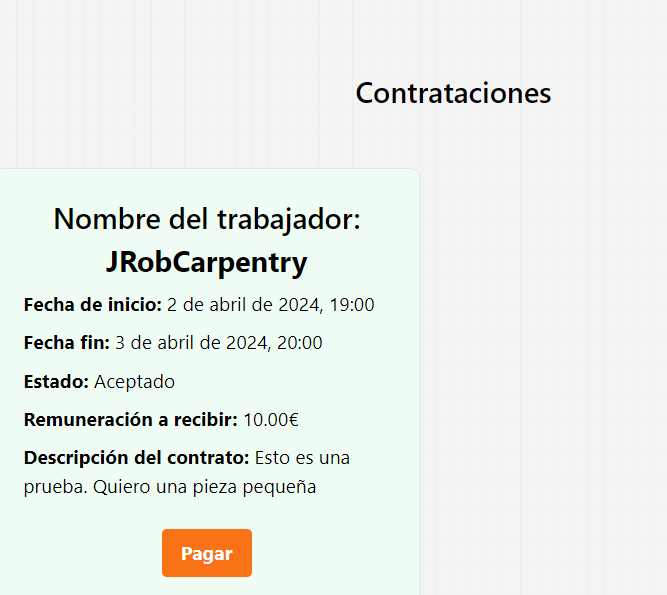 Contrataciones
Nombre del trabajador:
JRobCarpentry
Fecha de inicio: 2 de abril de 2024, 19:00
Fecha fin: 3 de abril de 2024, 20:00
Estado: Aceptado
Remuneración a recibir: 10.00€
Descripción del contrato: Esto es una
prueba. Quiero una pieza pequeña
Pagar